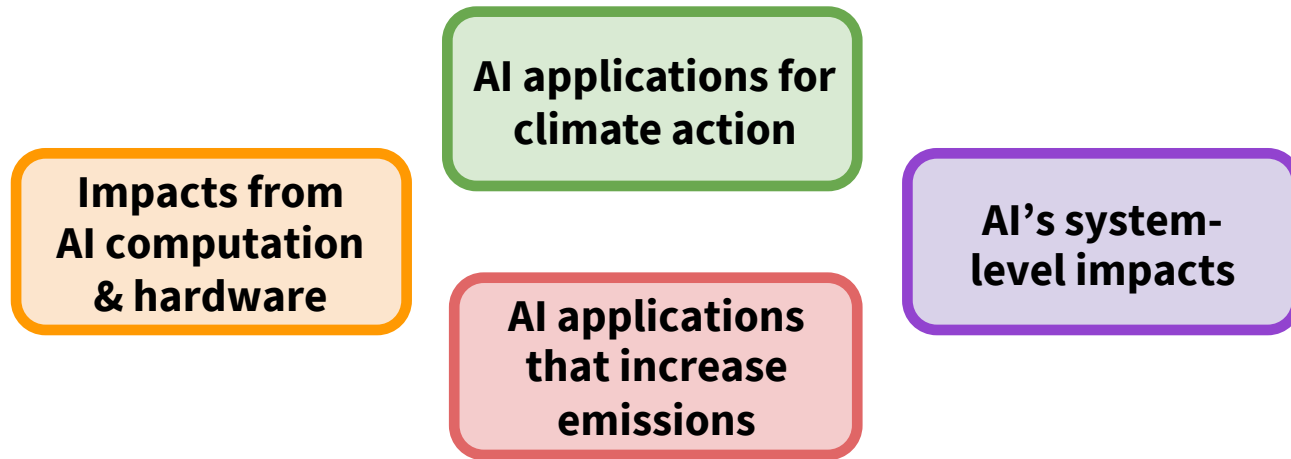 AI applications for
climate action
Impacts from
AI computation
& hardware
AI's system-
level impacts
AI applications
that increase
emissions